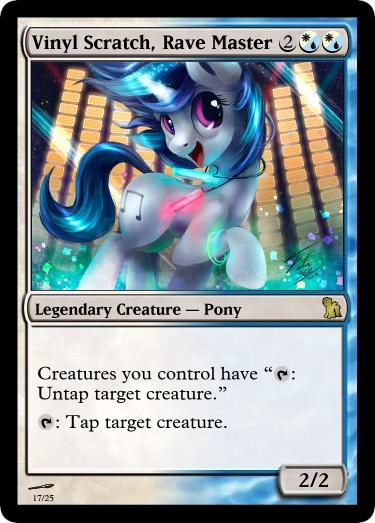 Vinyl Scratch, Rave Master 2
Legendary Creature — Pony
Creatures you control have “:
Untap target creature.”
: Tap target creature.
2/2
17/25